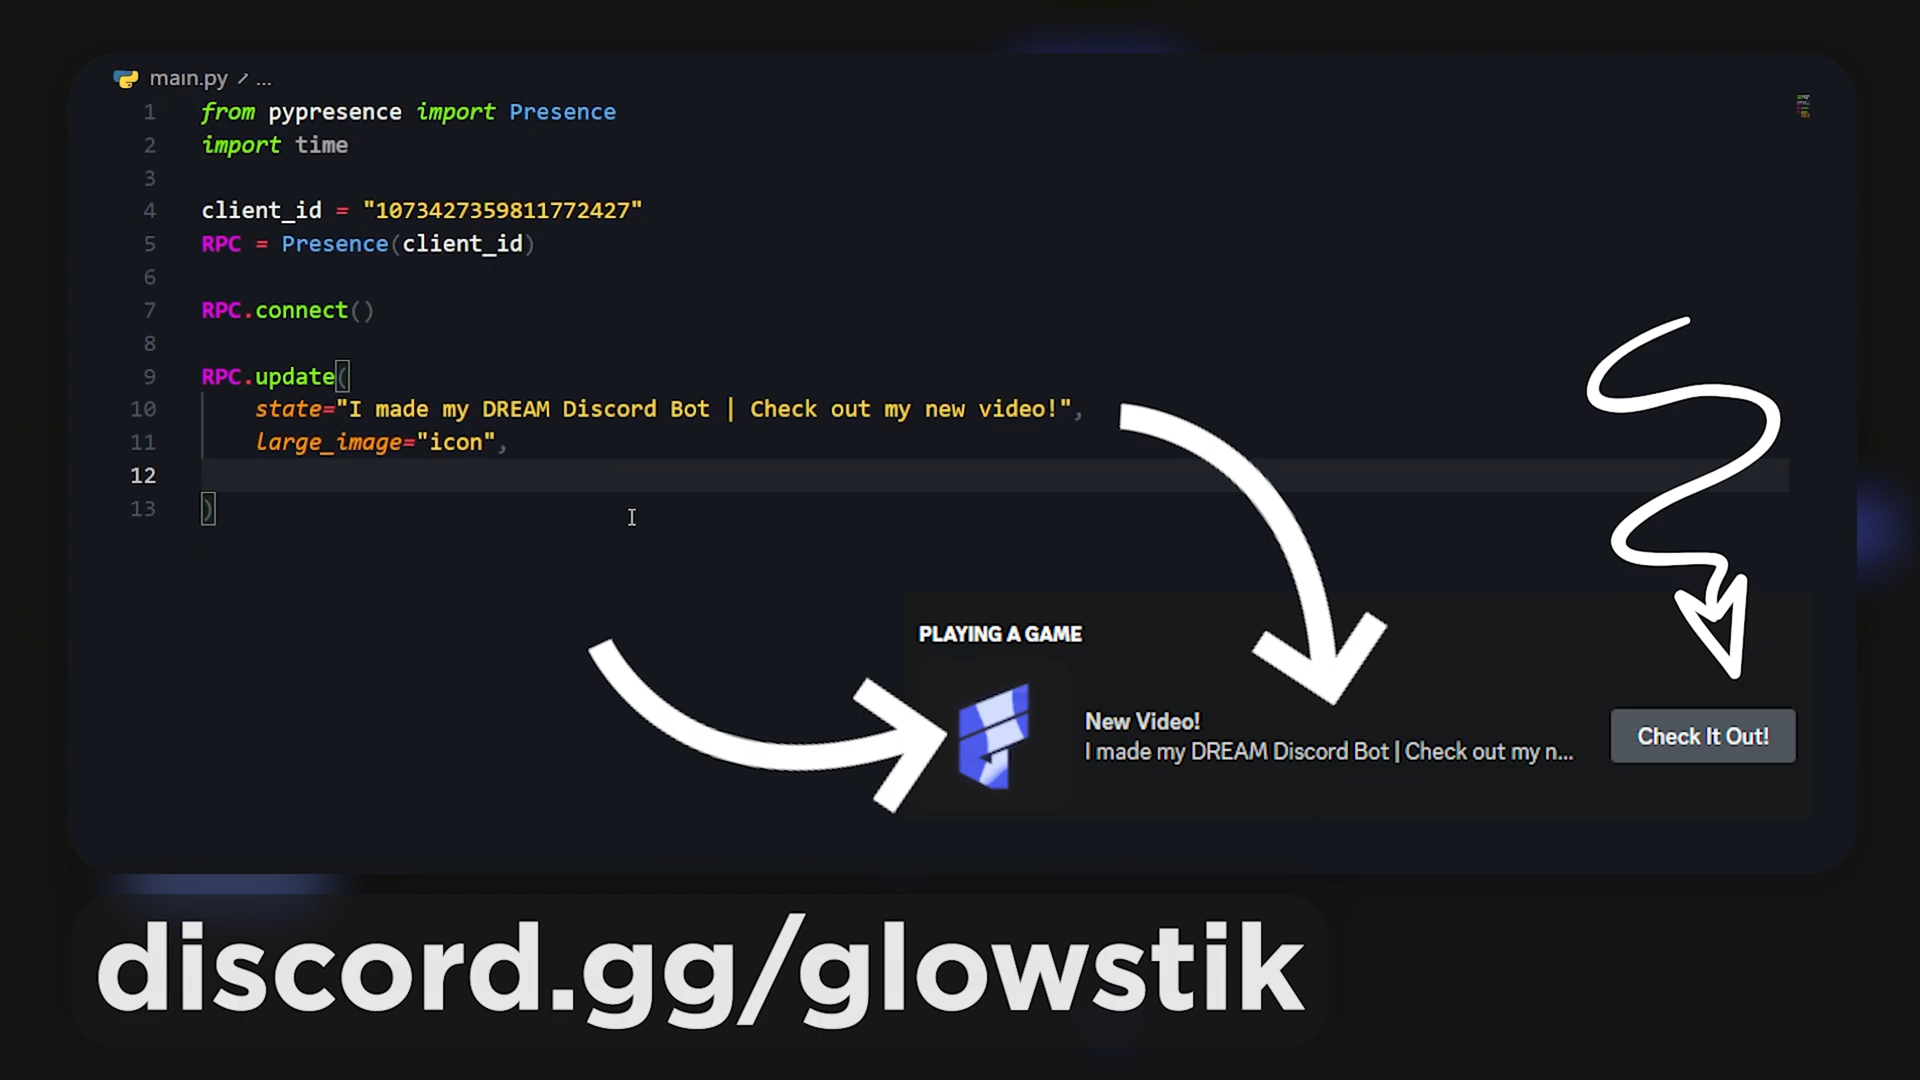 main.py > ...
1 from pypresence import Presence
2 import time
3
4 client_id = "1073427359811772427"
5 RPC = Presence(client_id)
6
7 RPC.connect()
8
9 RPC.update(
10 state="I made my DREAM Discord Bot | Check out my new video!",
11 large_image="icon",
12
13 )
PLAYING A GAME
New Video!
I made my DREAM Discord Bot | Check out my n...
Check It Out!
discord.gg/glowstik